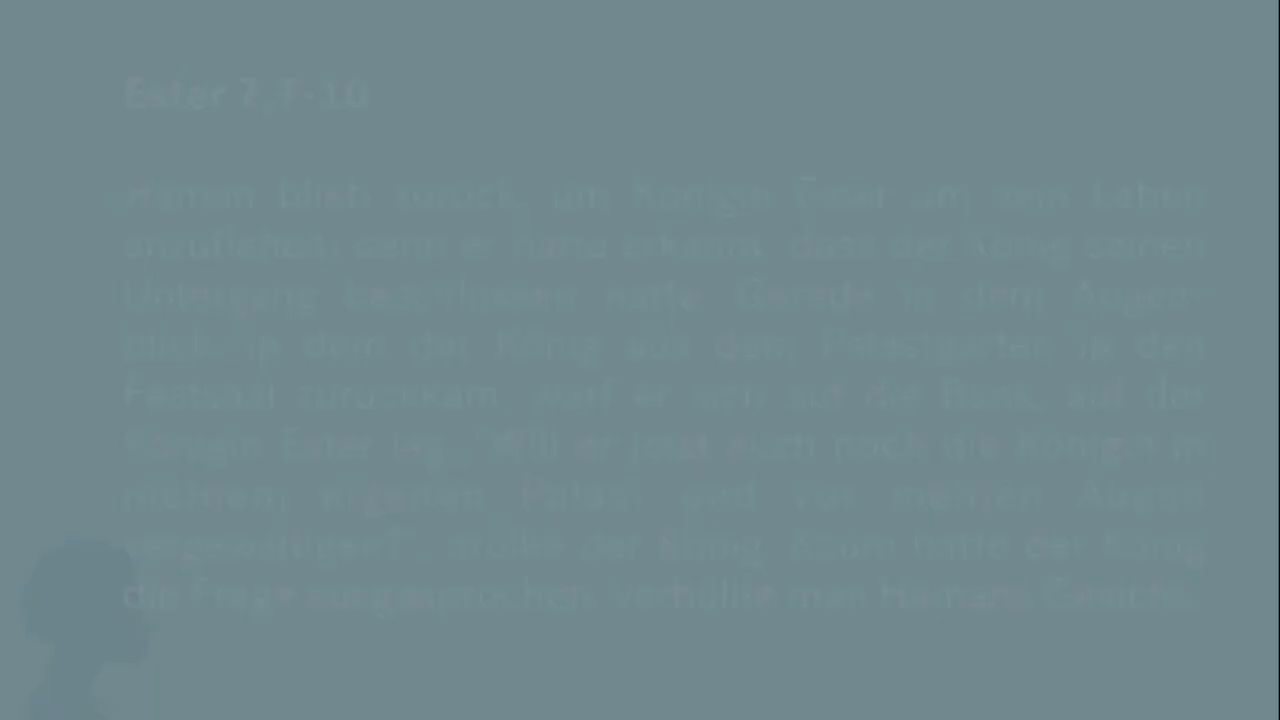 Ester 7,7-10
Haman blieb zurück, um Königin Ester um sein Leben
anzuflehen; denn er hatte erkannt, dass der König seinen
Untergang beschlossen hatte. Gerade in dem Augen-
blick, in dem der König aus dem Palastgarten in den
Festsaal zurückkam, warf er sich auf die Bank, auf der
Königin Ester lag. "Will er jetzt auch noch die Königin in
meinem eigenen Palast und vor meinen Augen
vergewaltigen?", brüllte der König. Kaum hatte der König
die Frage ausgesprochen, verhüllte man Hamans Gesicht.